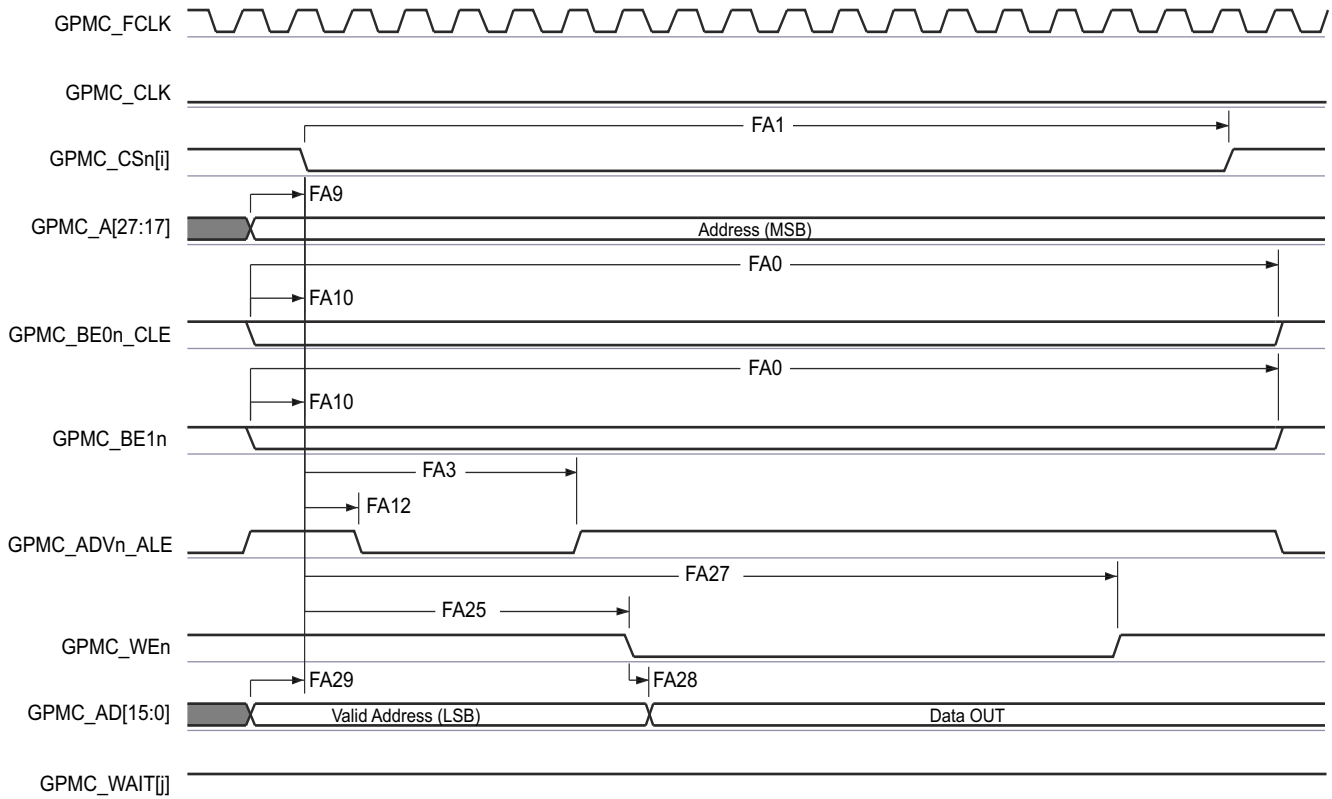 GPMC_FCLK
GPMC_CLK
FA1
GPMC_CSn[i]
FA9
GPMC_A[27:17]
Address (MSB)
FA0
FA10
GPMC_BE0n_CLE
FA0
FA10
GPMC_BE1n
FA3
FA12
GPMC_ADVn_ALE
FA27
FA25
GPMC_WEn
FA29
FA28
GPMC_AD[15:0]
Valid Address (LSB)
Data OUT
GPMC_WAIT[j]